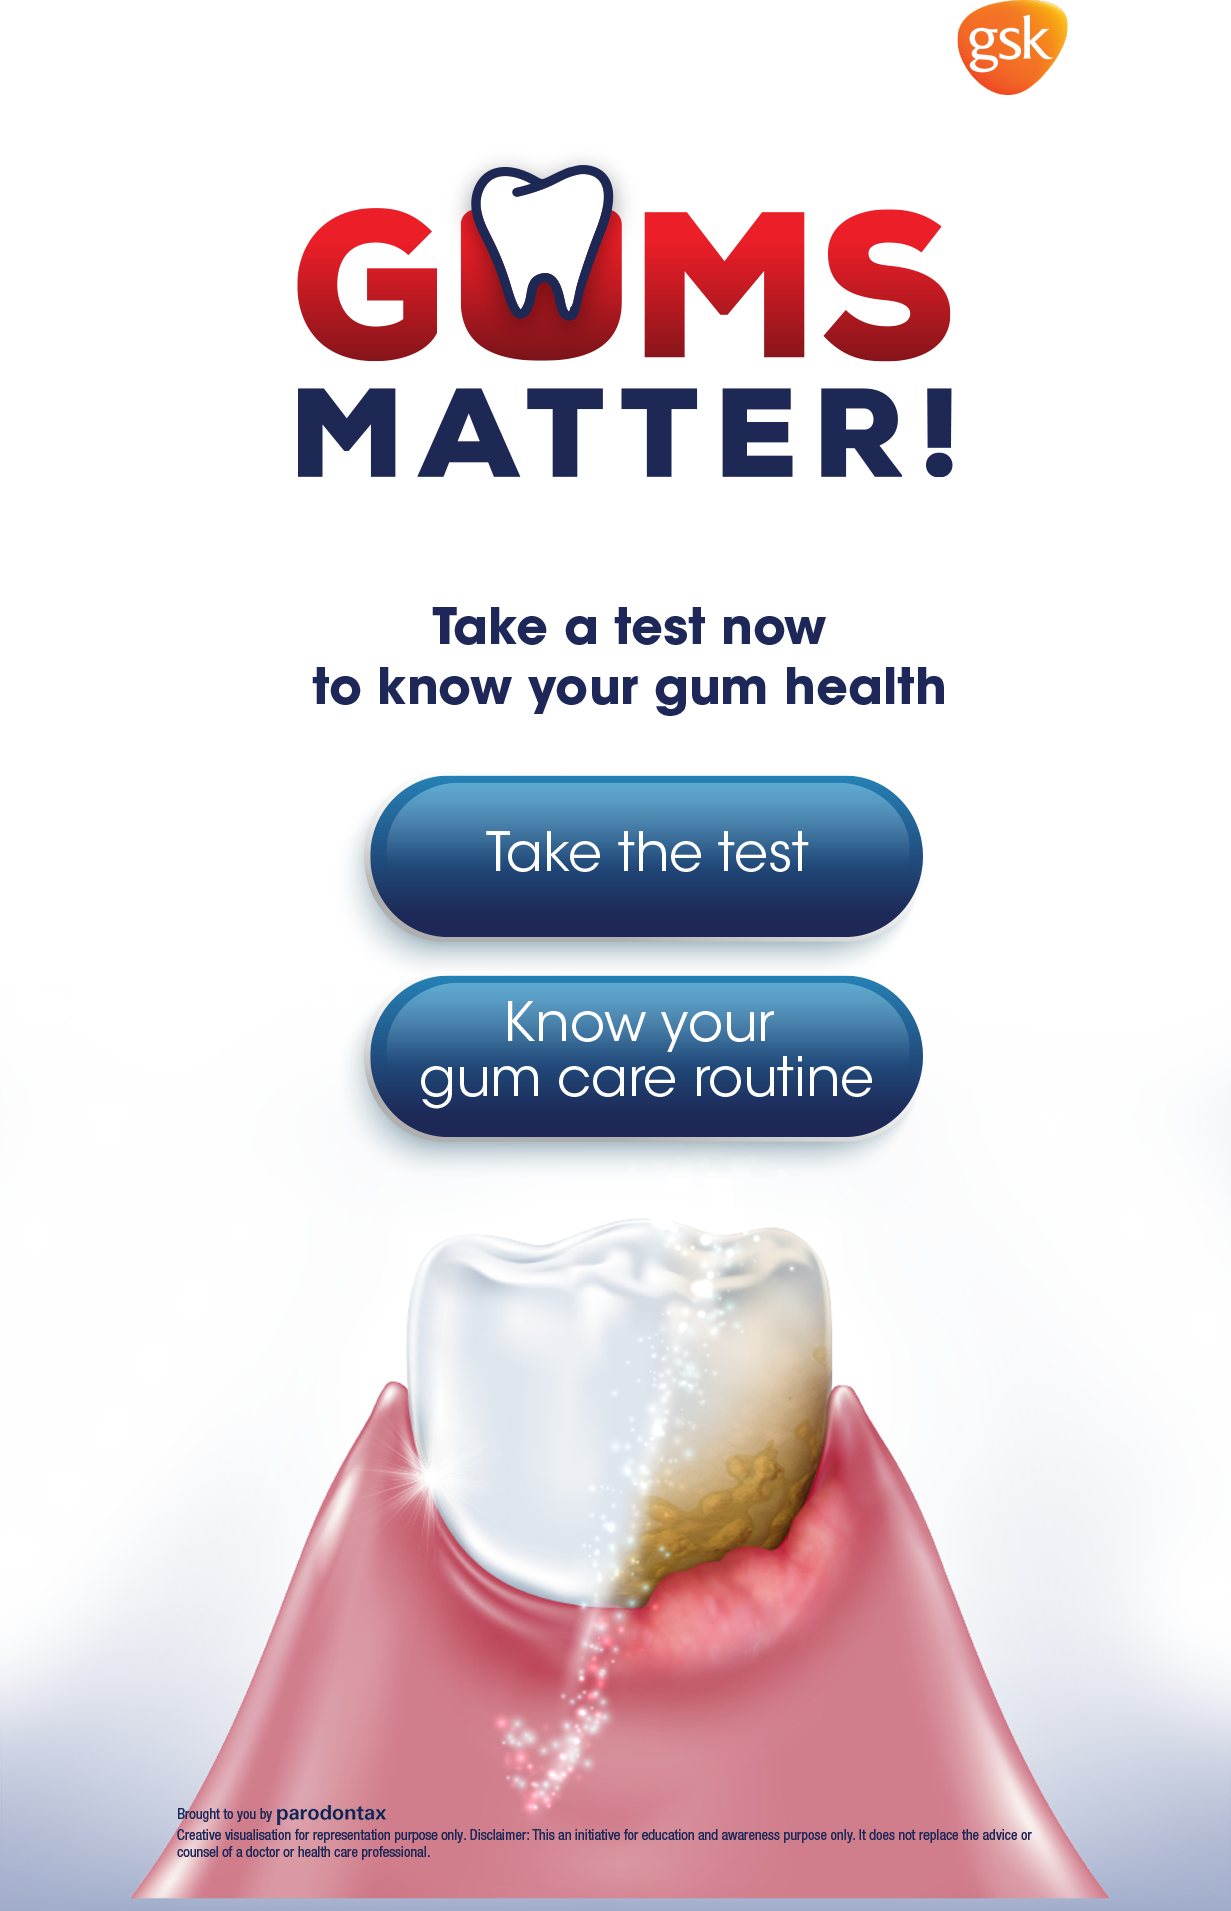 gsk
GUMS
MATTER!
Take a test now
to know your gum health
Take the test
Know your
gum care routine
Brought to you by parodontax
Creative visualisation for representation purpose only. Disclaimer: This an initiative for education and awareness purpose only. It does not replace the advice or
counsel of a doctor or health care professional.